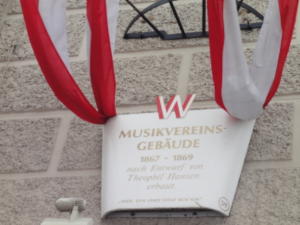 W
MUSIKVEREINS-
GEBÄUDE
1867 - 1869
nach Entwurf von
Theophil Hansen
erbaut